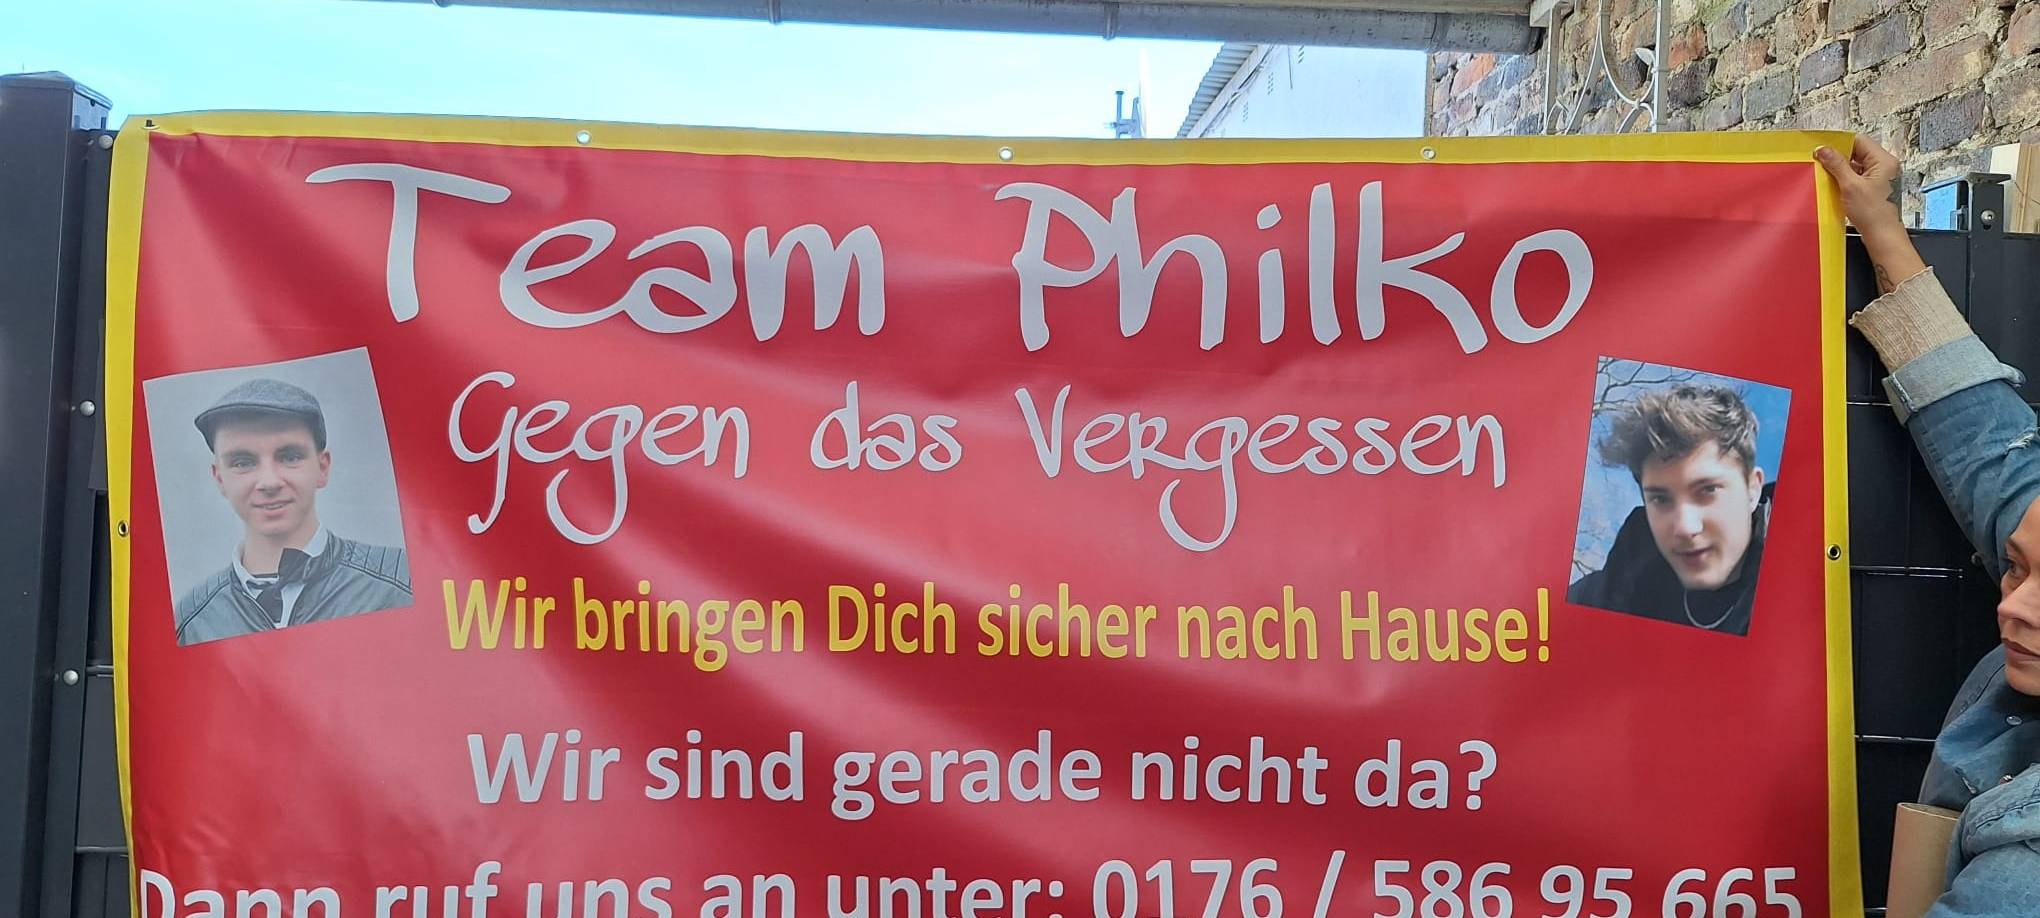 Team Philko
Gegen das Vergessen
Wir bringen Dich sicher nach Hause!
Wir sind gerade nicht da?
Dann ruf uns an unter: 0176 / 586 95 665